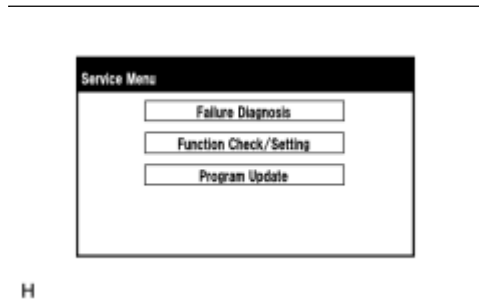 Service Menu
Failure Diagnosis
Function Check/Setting
Program Update
H